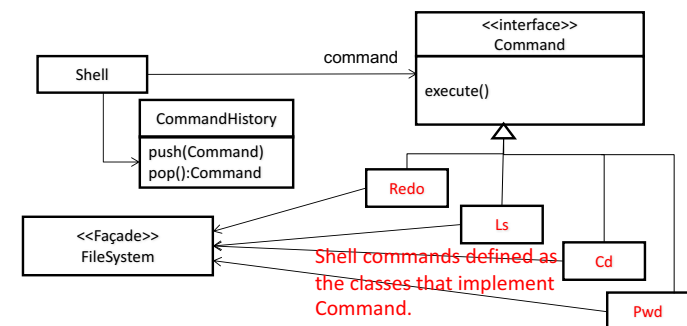 <<interface>>
Command
command
Shell
execute()
CommandHistory
push(Command)
pop():Command
Redo
Ls
<<Façade>>
FileSystem
Cd
Shell commands defined as
the classes that implement
Command.
Pwd